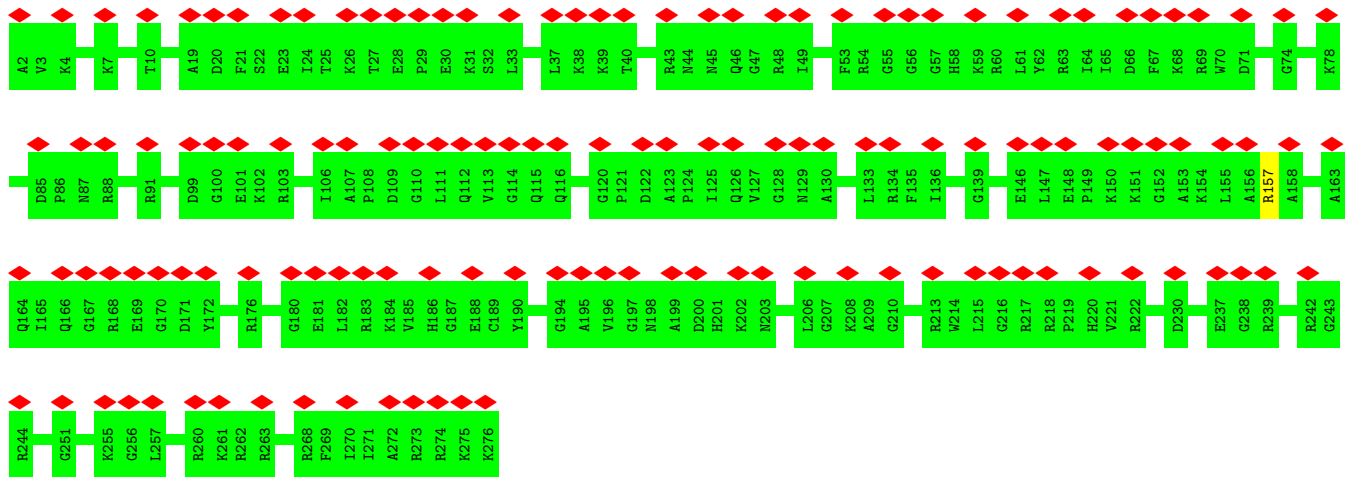 A2 V3 K4 K7 T10 A19 D20 F21 S22 E23 I24 T25 K26 T27 E28 P29 E30 K31 S32 L33 L37 K38 K39 T40 R43 N44 N45 Q46 G47 R48 I49 F53 R54 G55 G56 G57 H58 K59 R60 L61 Y62 R63 I64 I65 D66 F67 K68 R69 W70 D71 G74 K78
D85 P86 N87 R88 R91 D99 G100 E101 K102 R103 I106 A107 P108 D109 G110 L111 Q112 V113 G114 Q115 Q116 G120 P121 D122 A123 P124 I125 Q126 V127 G128 N129 A130 L133 R134 F135 I136 G139 E146 L147 E148 P149 K150 K151 G152 A153 K154 L155 A156 R157 A158 A163
Q164 I165 Q166 G167 R168 E169 G170 D171 Y172 R176 G180 E181 L182 R183 K184 V185 H186 G187 E188 C189 Y190 G194 A195 V196 G197 N198 A199 D200 H201 K202 N203 L206 G207 K208 A209 G210 R213 W214 L215 G216 R217 R218 P219 H220 V221 R222 D230 E237 G238 R239 R242 G243
R244 G251 K255 G256 L257 R260 K261 R262 R263 R268 F269 I270 I271 A272 R273 R274 K275 K276